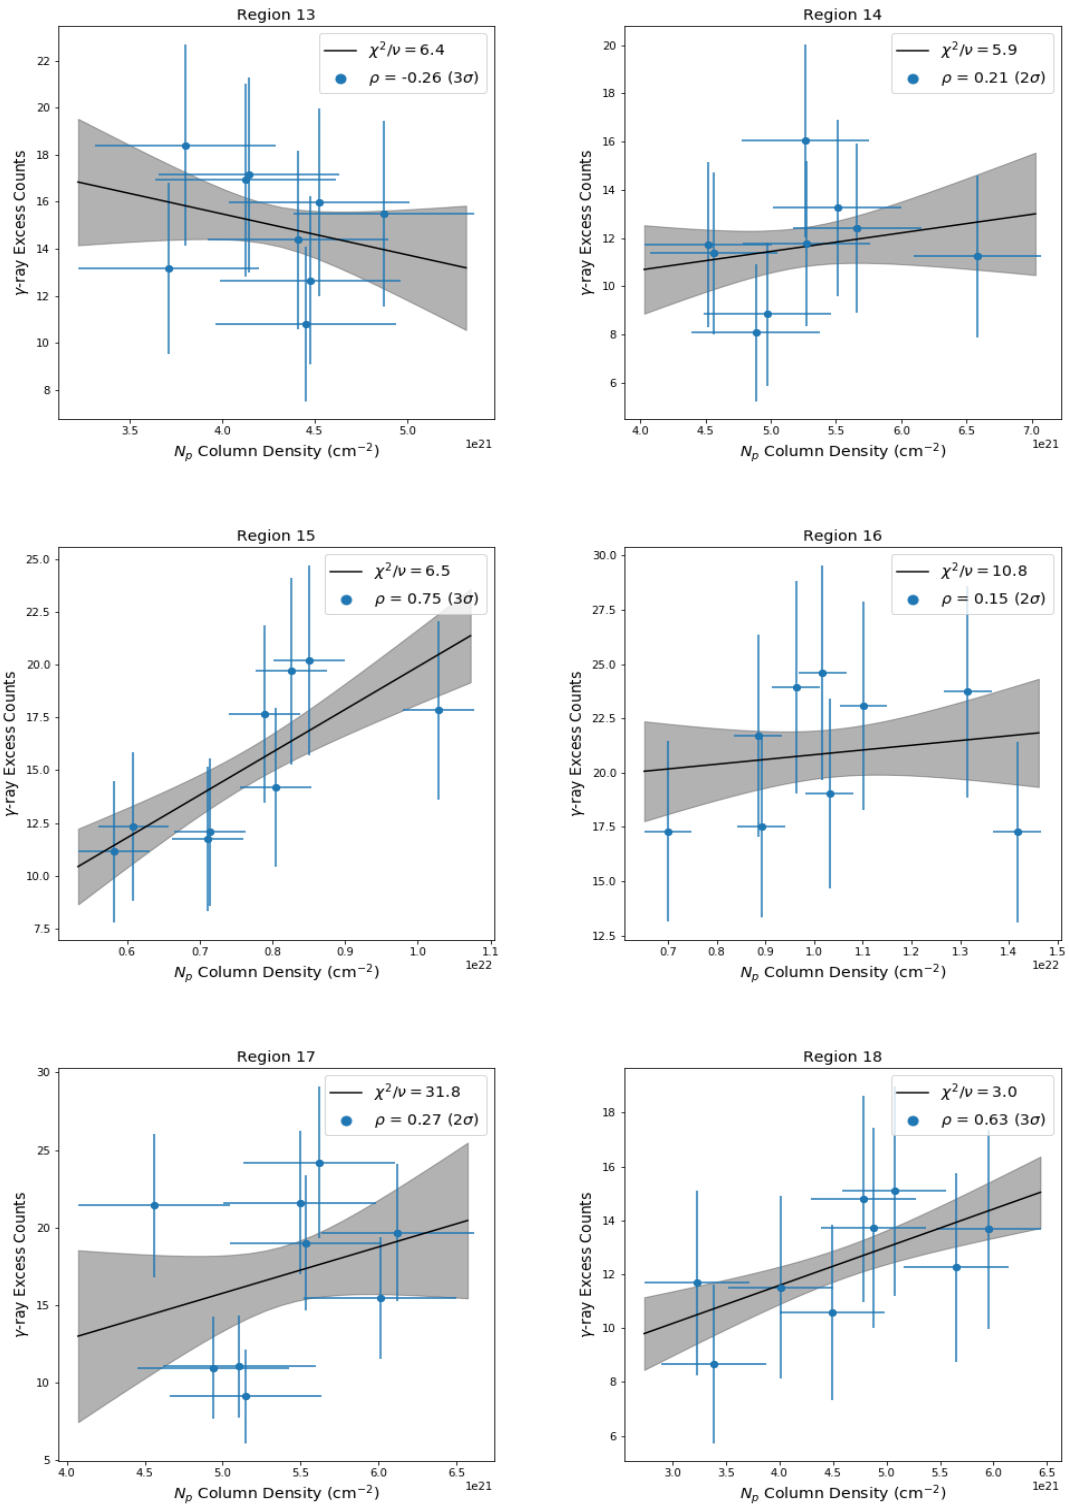 Region 13
χ²/ν = 6.4
ρ = -0.26 (3σ)
γ-ray Excess Counts
22
20
18
16
14
12
10
8
3.5 4.0 4.5 5.0
1e21
N_p Column Density (cm⁻²)
Region 14
χ²/ν = 5.9
ρ = 0.21 (2σ)
γ-ray Excess Counts
20
18
16
14
12
10
8
6
4.0 4.5 5.0 5.5 6.0 6.5 7.0
1e21
N_p Column Density (cm⁻²)
Region 15
χ²/ν = 6.5
ρ = 0.75 (3σ)
γ-ray Excess Counts
25.0
22.5
20.0
17.5
15.0
12.5
10.0
7.5
0.6 0.7 0.8 0.9 1.0 1.1
1e22
N_p Column Density (cm⁻²)
Region 16
χ²/ν = 10.8
ρ = 0.15 (2σ)
γ-ray Excess Counts
30.0
27.5
25.0
22.5
20.0
17.5
15.0
12.5
0.7 0.8 0.9 1.0 1.1 1.2 1.3 1.4 1.5
1e22
N_p Column Density (cm⁻²)
Region 17
χ²/ν = 31.8
ρ = 0.27 (2σ)
γ-ray Excess Counts
30
25
20
15
10
5
4.0 4.5 5.0 5.5 6.0 6.5
1e21
N_p Column Density (cm⁻²)
Region 18
χ²/ν = 3.0
ρ = 0.63 (3σ)
γ-ray Excess Counts
18
16
14
12
10
8
6
3.0 3.5 4.0 4.5 5.0 5.5 6.0 6.5
1e21
N_p Column Density (cm⁻²)